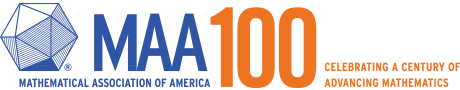 MAA 100
®
MATHEMATICAL ASSOCIATION OF AMERICA
CELEBRATING A CENTURY OF
ADVANCING MATHEMATICS